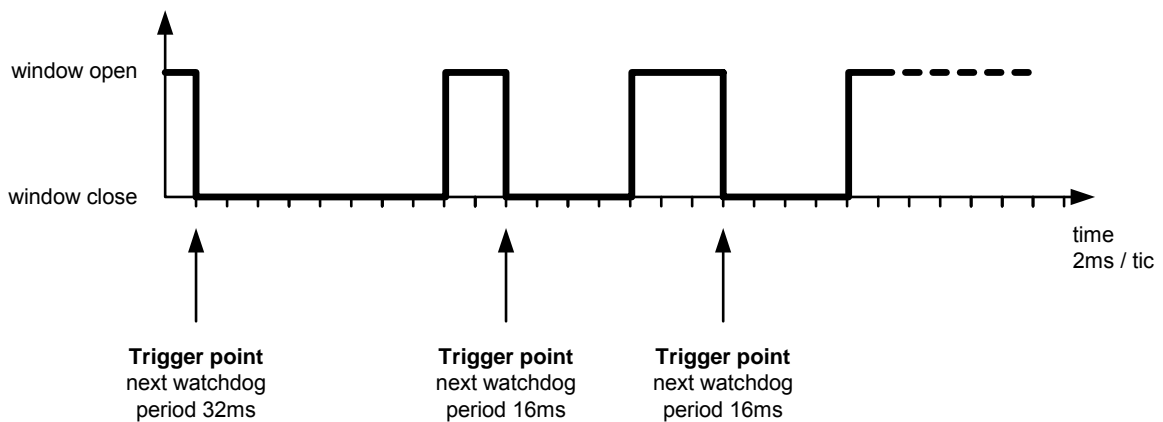 window open
window close
time
2ms / tic
Trigger point
next watchdog
period 32ms
Trigger point
next watchdog
period 16ms
Trigger point
next watchdog
period 16ms